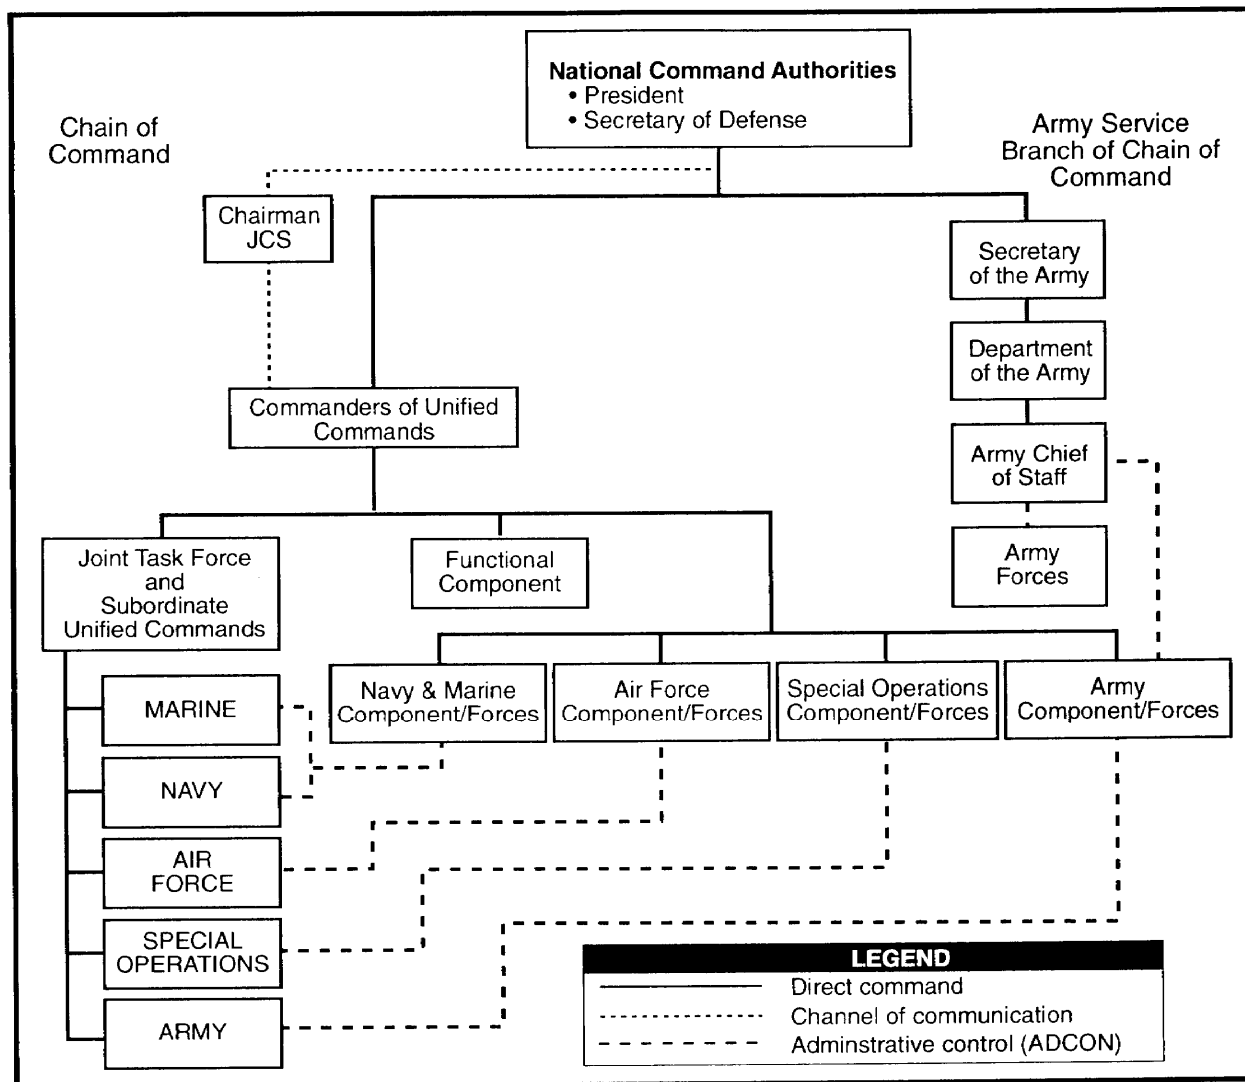 National Command Authorities
• President
• Secretary of Defense
Chain of
Command
Army Service
Branch of Chain of
Command
Chairman
JCS
Secretary
of the Army
Department
of the Army
Commanders of Unified
Commands
Army Chief
of Staff
Joint Task Force
and
Subordinate
Unified Commands
Functional
Component
Army
Forces
Navy & Marine
Component/Forces
Air Force
Component/Forces
Special Operations
Component/Forces
Army
Component/Forces
MARINE
NAVY
AIR
FORCE
SPECIAL
OPERATIONS
ARMY
LEGEND
Direct command
Channel of communication
Adminstrative control (ADCON)